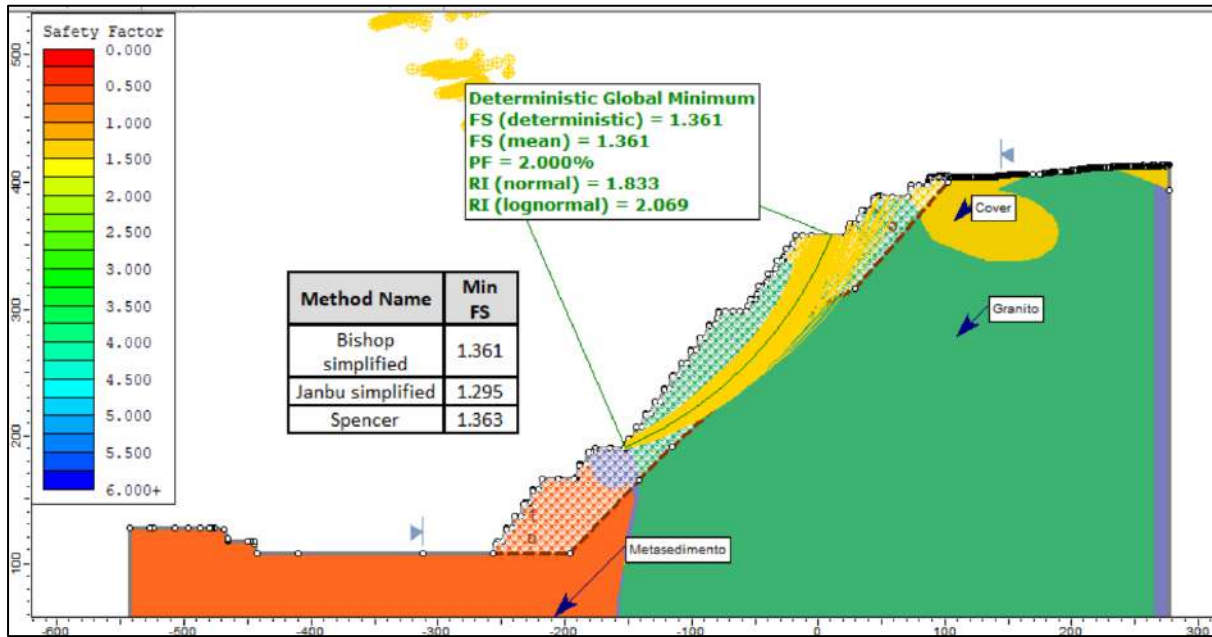 Safety Factor
0.000
0.500
1.000
1.500
2.000
2.500
3.000
3.500
4.000
4.500
5.000
5.500
6.000+
Deterministic Global Minimum
FS (deterministic) = 1.361
FS (mean) = 1.361
PF = 2.000%
RI (normal) = 1.833
RI (lognormal) = 2.069
Method Name Min FS
Bishop simplified 1.361
Janbu simplified 1.295
Spencer 1.363
Cover
Granito
Metasedimento
500
400
300
200
100
-600 -500 -400 -300 -200 -100 0 100 200 300